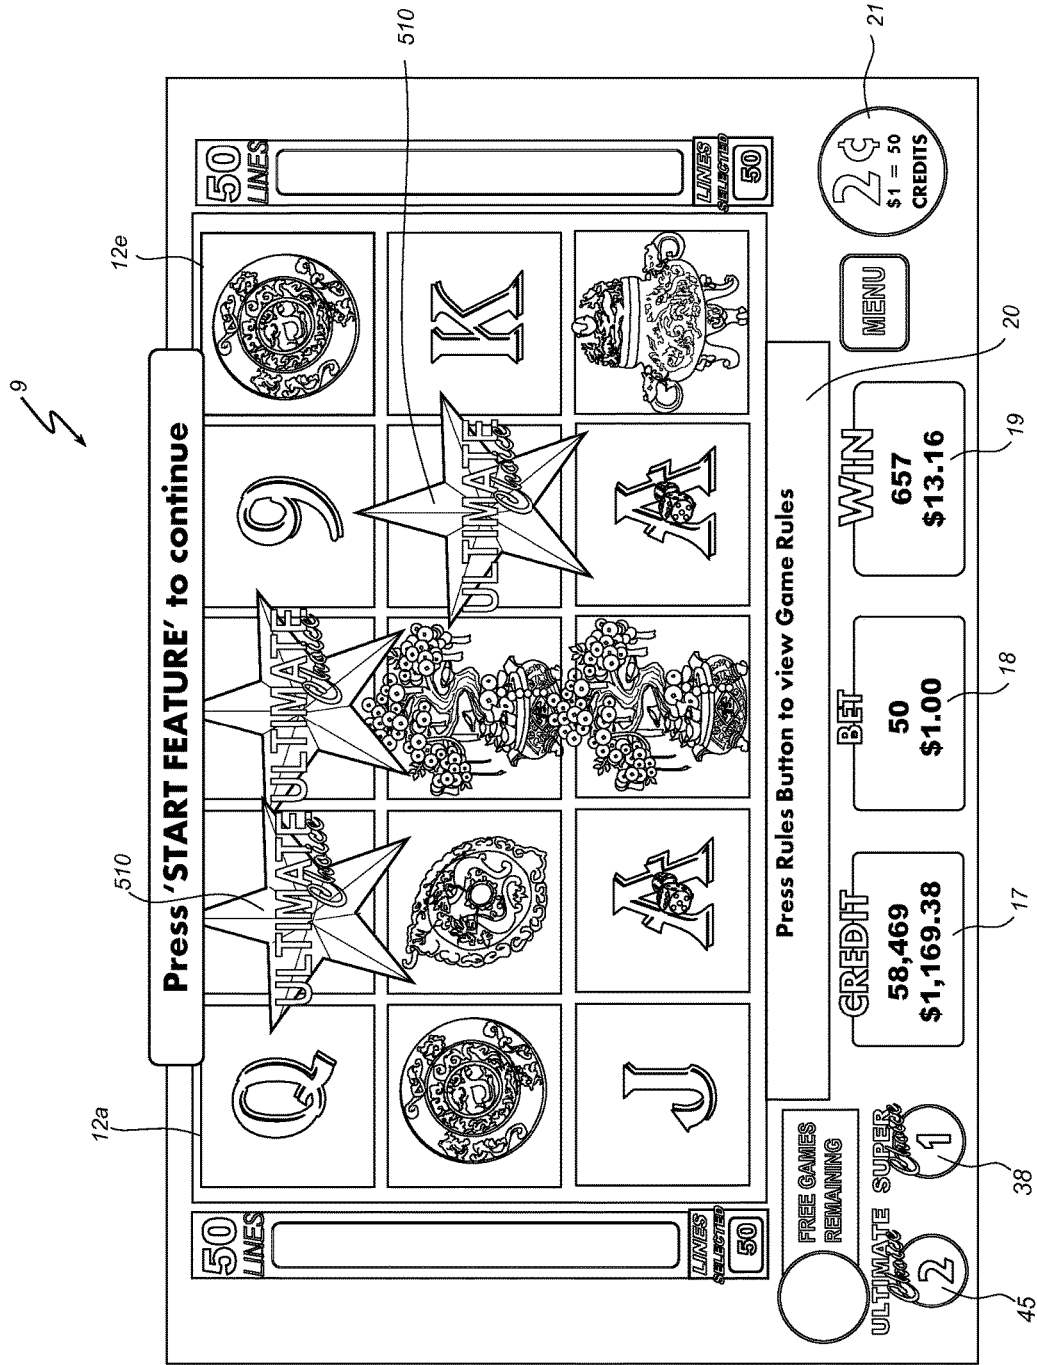 9
Press 'START FEATURE' to continue
510
510
12a
12e
50
LINES
50
LINES
Q
9
ULTIMATE
Choice
ULTIMATE
Choice
ULTIMATE
Choice
K
J
A
A
LINES
SELECTED
50
LINES
SELECTED
50
Press Rules Button to view Game Rules
20
FREE GAMES
REMAINING
ULTIMATE
Choice
2
45
SUPER
Choice
1
38
CREDIT
58,469
$1,169.38
17
BET
50
$1.00
18
WIN
657
$13.16
19
MENU
2¢
$1 = 50
CREDITS
21